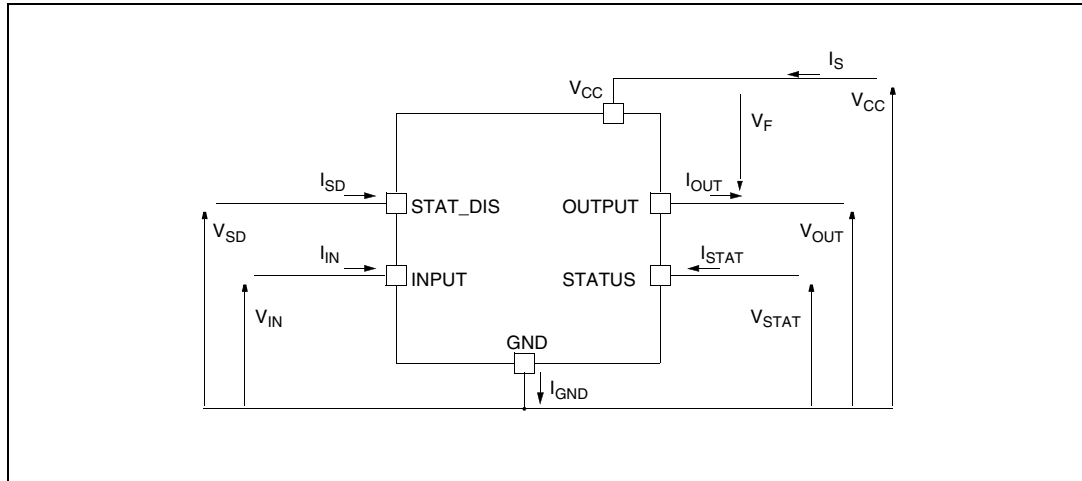 I_S
V_CC
V_CC
V_F
I_SD
I_OUT
STAT_DIS
OUTPUT
V_SD
V_OUT
I_IN
I_STAT
INPUT
STATUS
V_IN
V_STAT
GND
I_GND